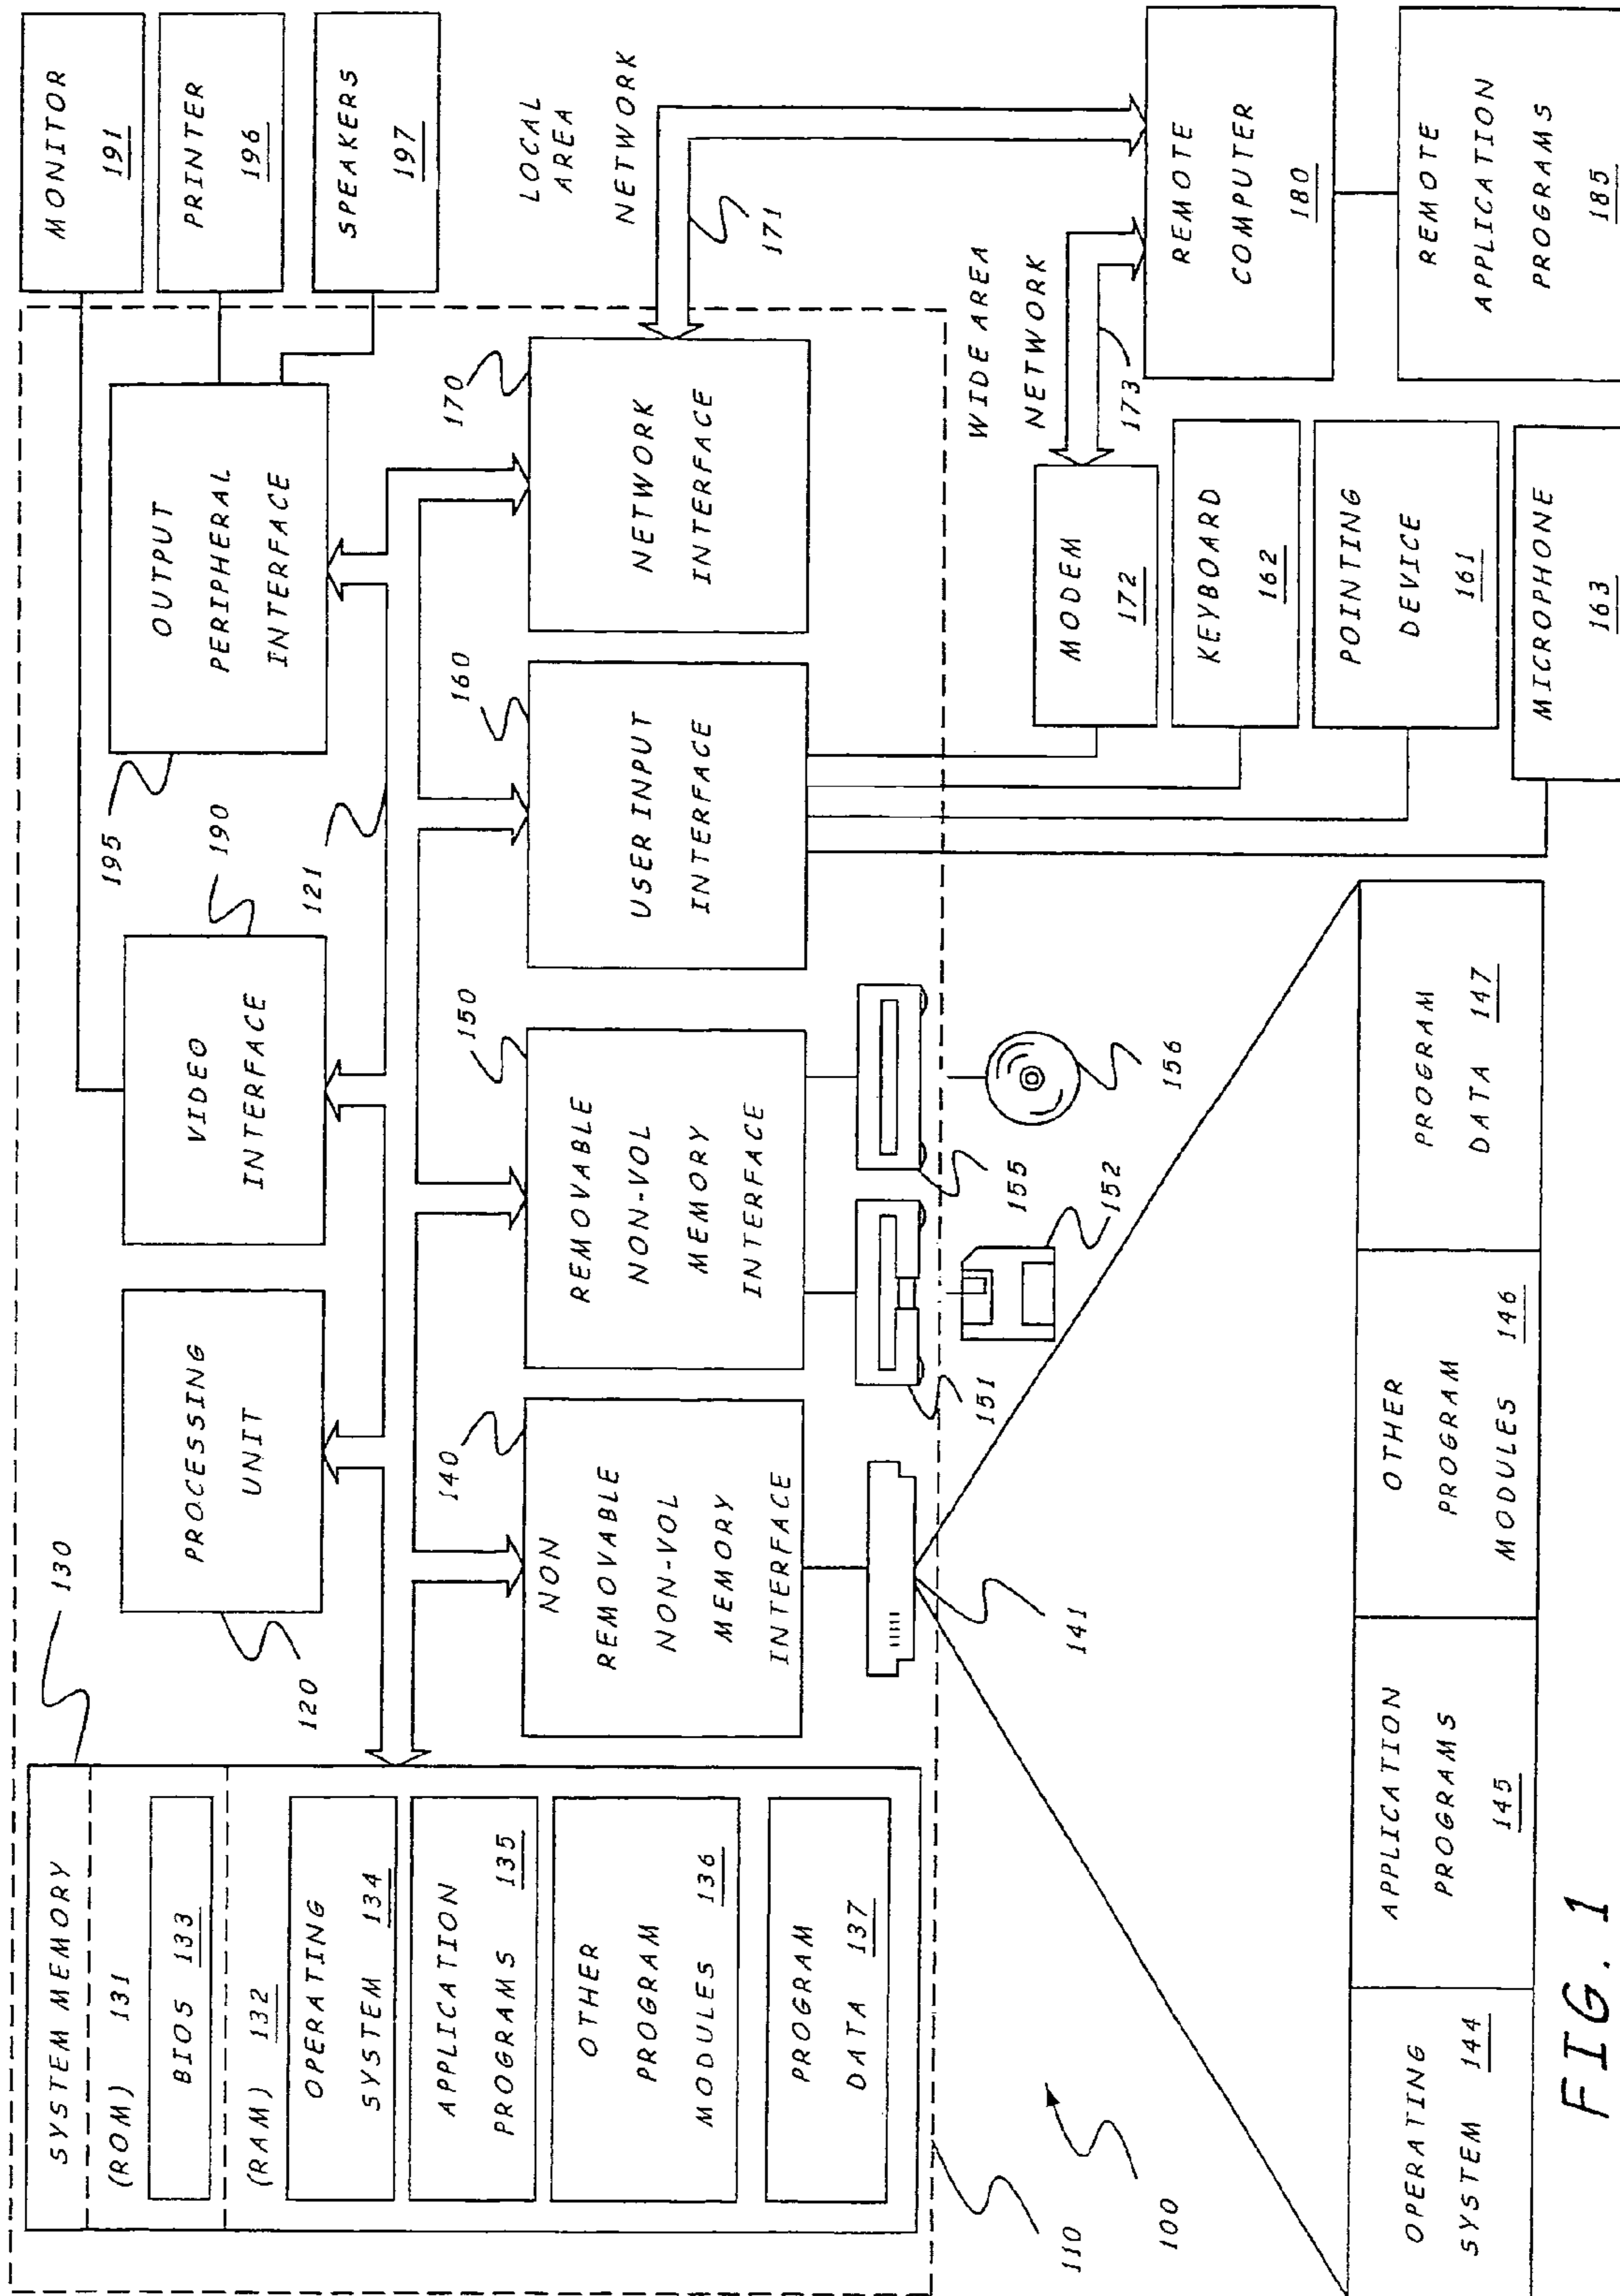 SYSTEM MEMORY
(ROM) 131
BIOS 133
(RAM) 132
OPERATING
SYSTEM 134
APPLICATION
PROGRAMS 135
OTHER
PROGRAM
MODULES 136
PROGRAM
DATA 137
130
PROCESSING
UNIT
120
VIDEO
INTERFACE
190
OUTPUT
PERIPHERAL
INTERFACE
195
121
MONITOR
191
PRINTER
196
SPEAKERS
197
NON
REMOVABLE
NON-VOL
MEMORY
INTERFACE
140
REMOVABLE
NON-VOL
MEMORY
INTERFACE
150
USER INPUT
INTERFACE
160
NETWORK
INTERFACE
170
LOCAL
AREA
NETWORK
171
141
151
152
155
156
WIDE AREA
NETWORK
173
MODEM
172
KEYBOARD
162
POINTING
DEVICE
161
MICROPHONE
163
REMOTE
COMPUTER
180
REMOTE
APPLICATION
PROGRAMS
185
110
100
OPERATING
SYSTEM 144
APPLICATION
PROGRAMS
145
OTHER
PROGRAM
MODULES 146
PROGRAM
DATA 147
FIG. 1